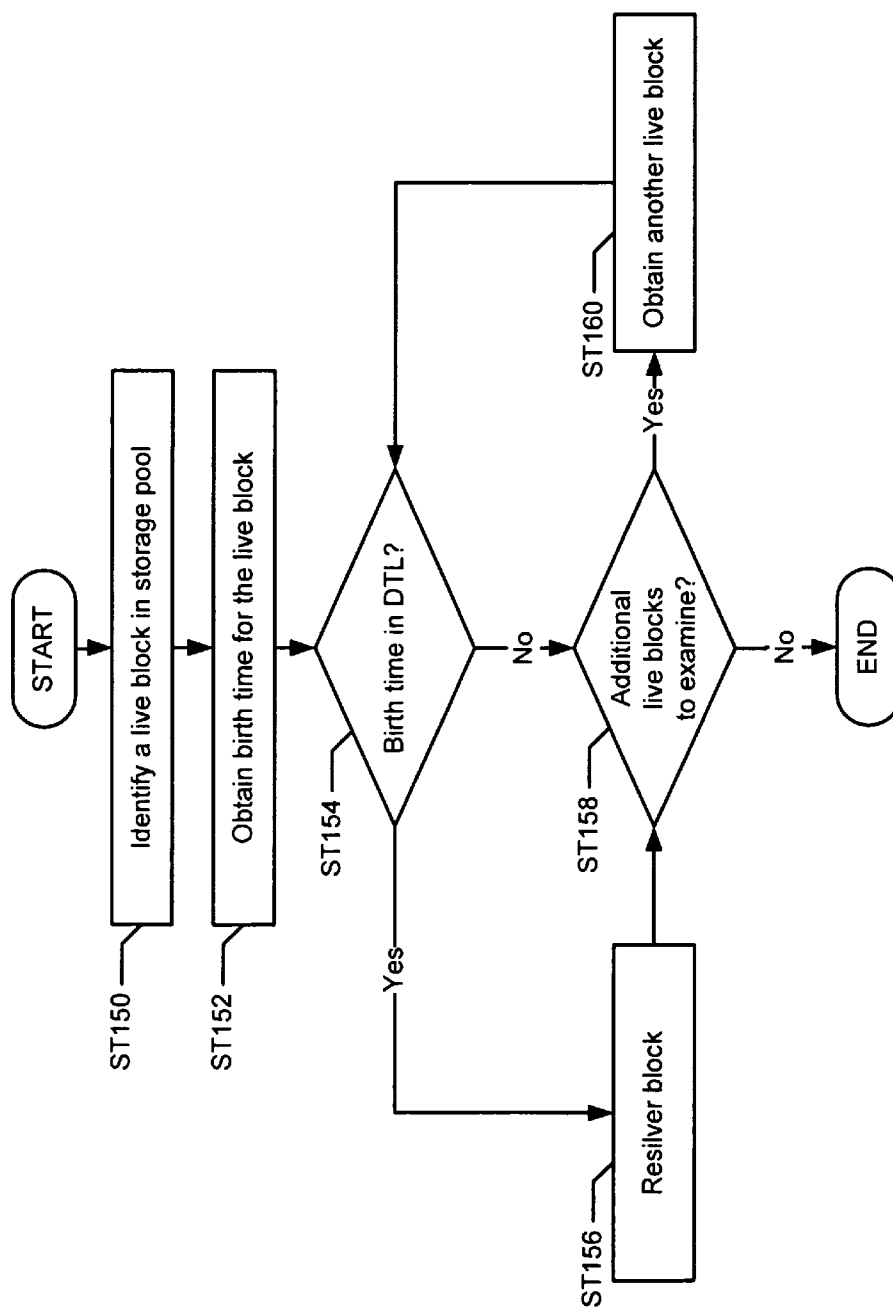 START
ST150
Identify a live block in storage pool
ST152
Obtain birth time for the live block
ST154
Birth time in DTL?
Yes
No
ST156
Resilver block
ST158
Additional
live blocks
to examine?
Yes
ST160
Obtain another live block
No
END